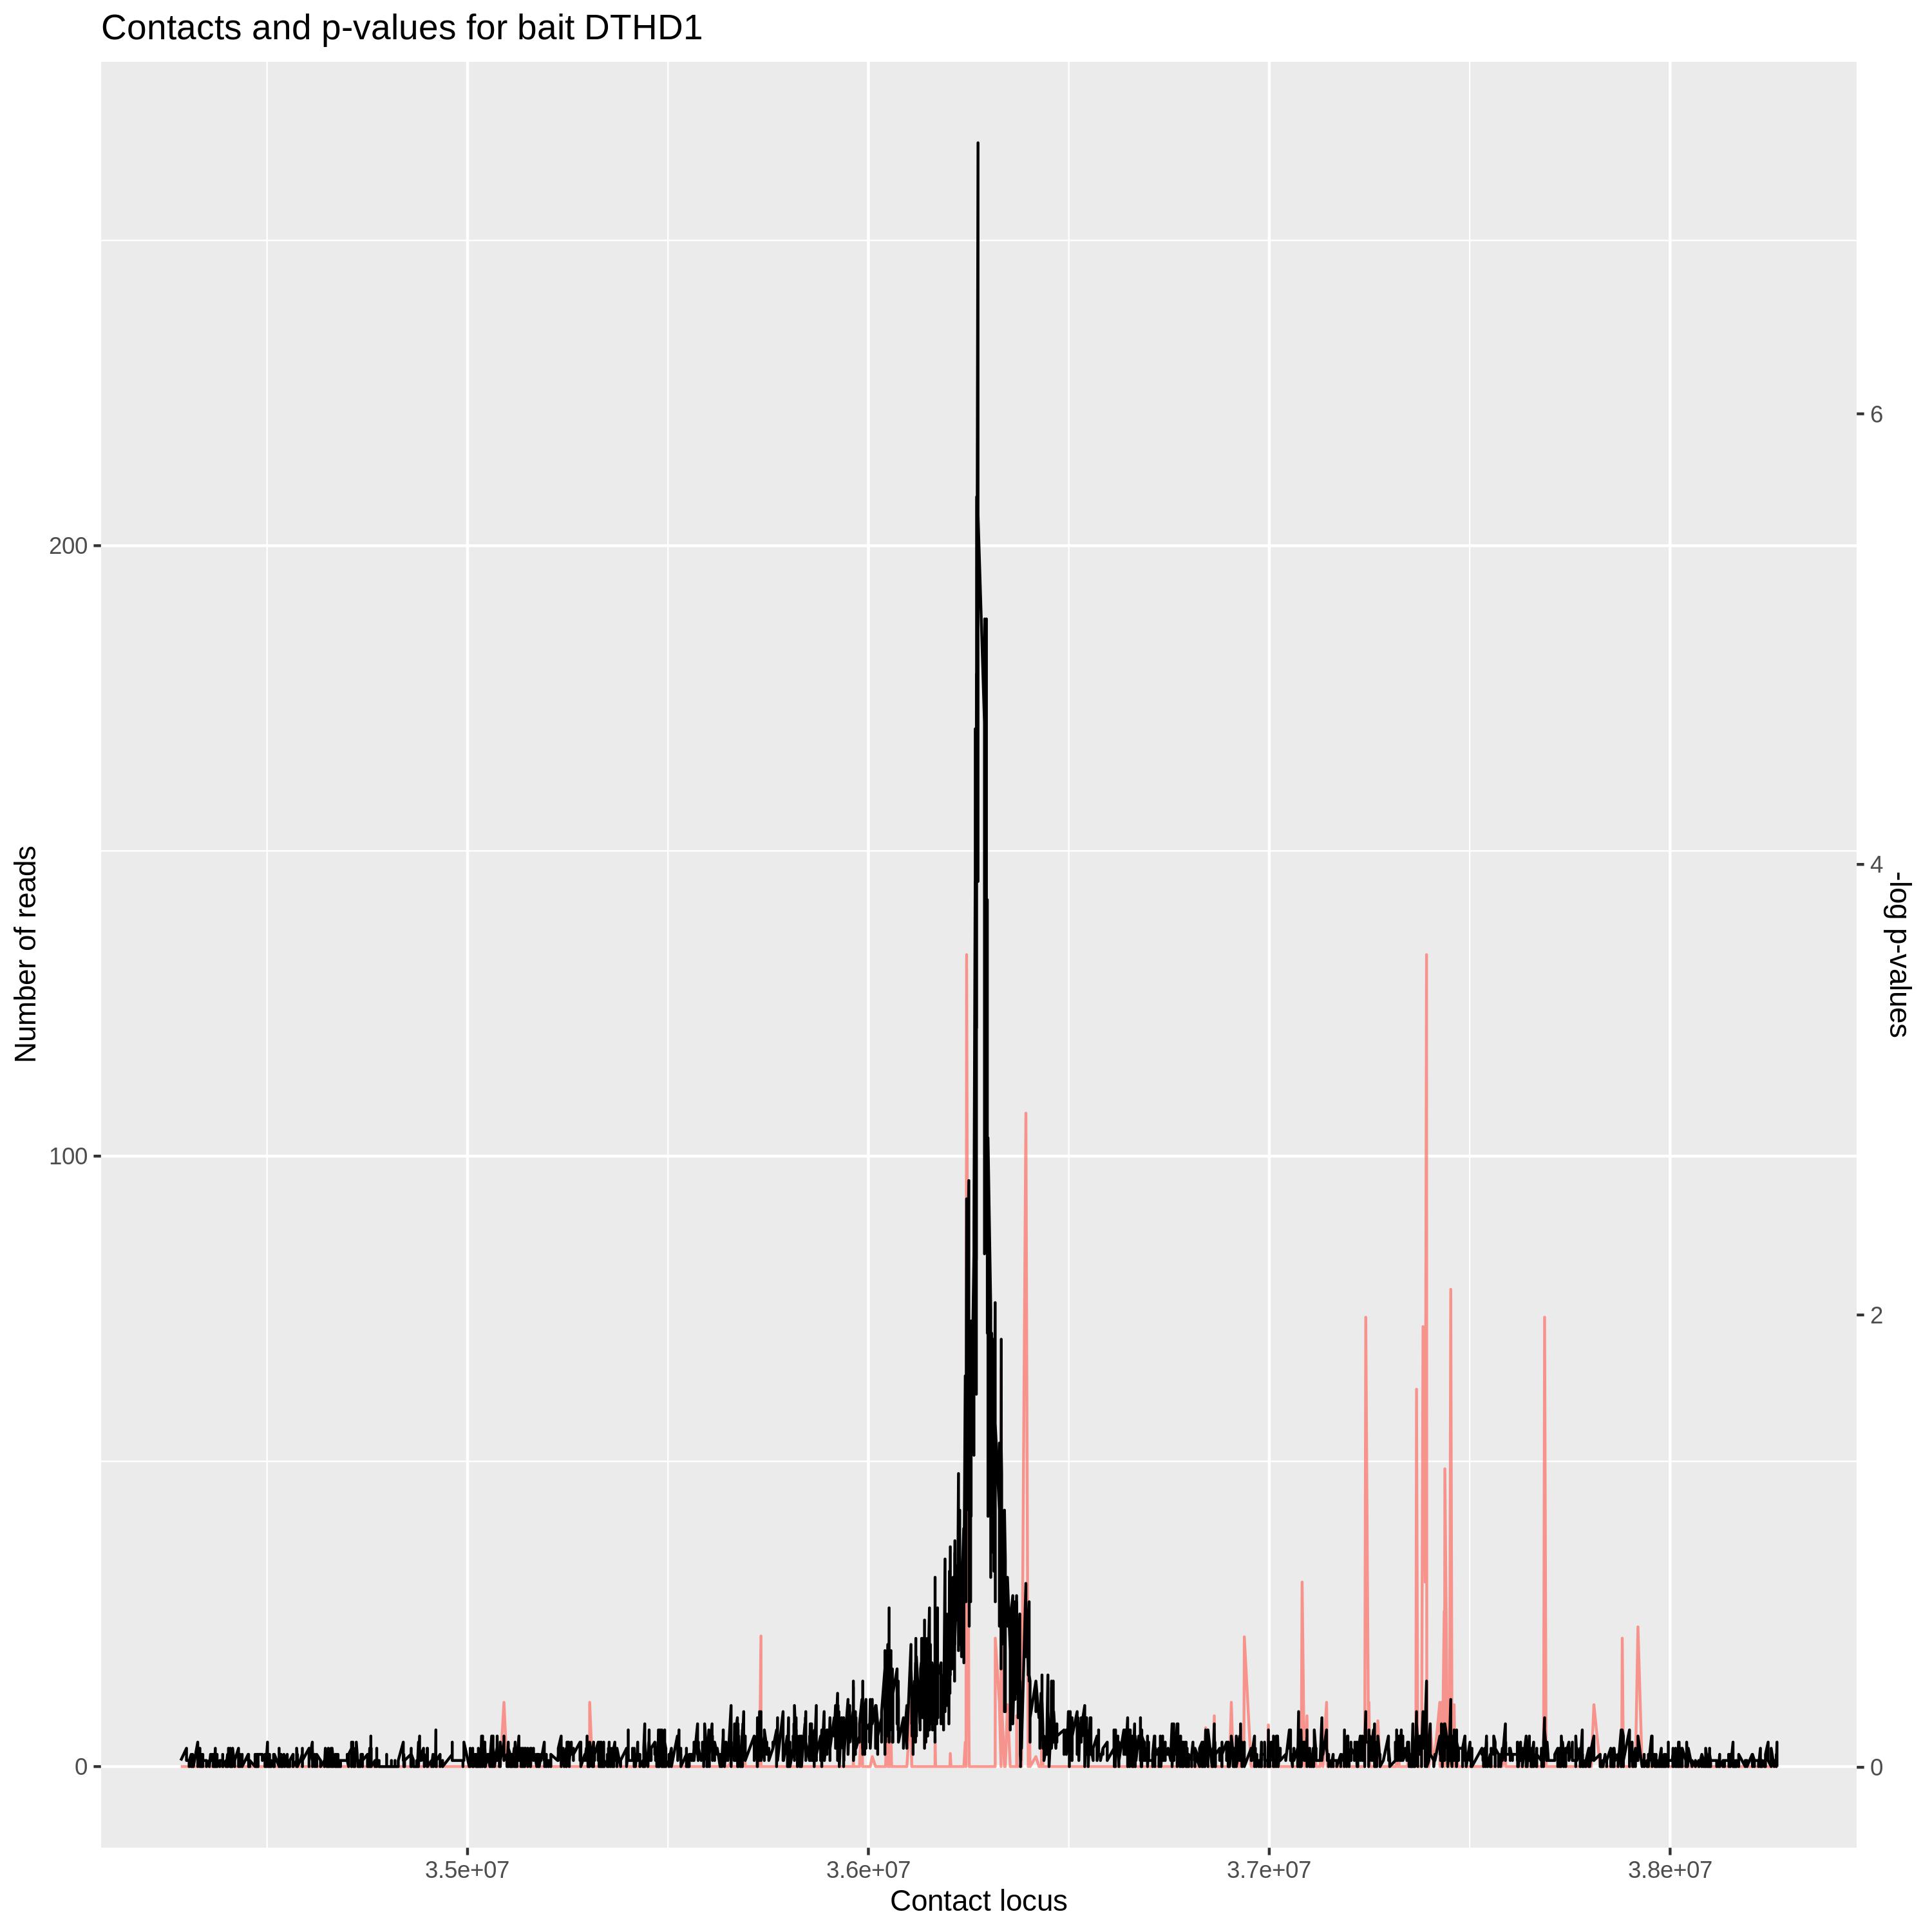 Contacts and p-values for bait DTHD1
200
100
0
Number of reads
6
4
2
0
-log p-values
3.5e+07
3.6e+07
3.7e+07
3.8e+07
Contact locus